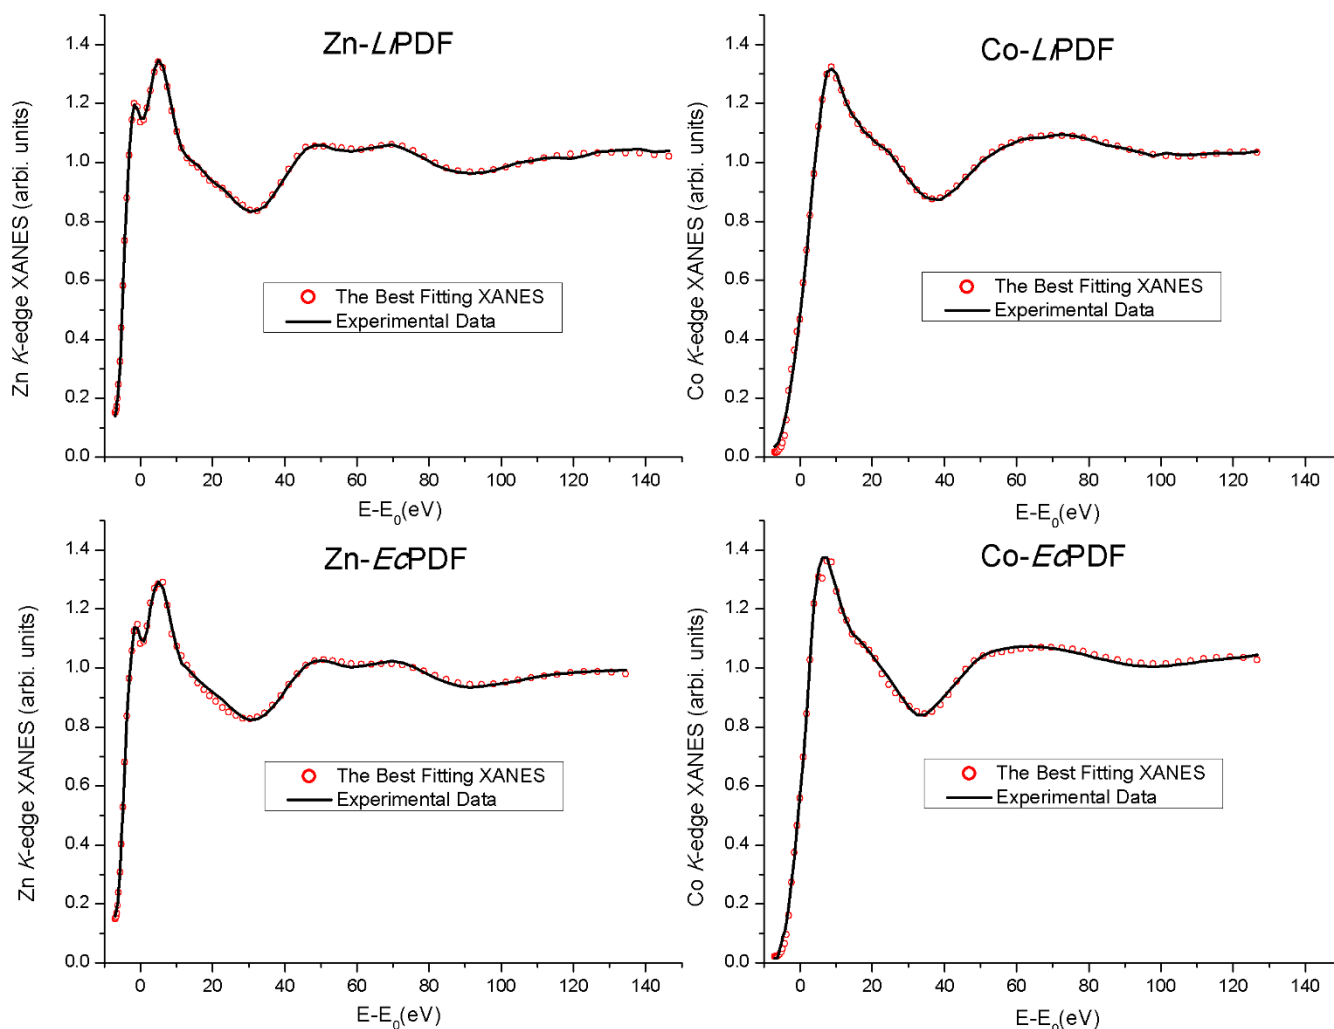 Zn-LiPDF
Zn K-edge XANES (arbi. units)
1.4
1.2
1.0
0.8
0.6
0.4
0.2
0.0
The Best Fitting XANES
Experimental Data
0 20 40 60 80 100 120 140
E-E0(eV)
Co-LiPDF
Co K-edge XANES (arbi. units)
1.4
1.2
1.0
0.8
0.6
0.4
0.2
0.0
The Best Fitting XANES
Experimental Data
0 20 40 60 80 100 120 140
E-E0(eV)
Zn-EcPDF
Zn K-edge XANES (arbi. units)
1.4
1.2
1.0
0.8
0.6
0.4
0.2
0.0
The Best Fitting XANES
Experimental Data
0 20 40 60 80 100 120 140
E-E0(eV)
Co-EcPDF
Co K-edge XANES (arbi. units)
1.4
1.2
1.0
0.8
0.6
0.4
0.2
0.0
The Best Fitting XANES
Experimental Data
0 20 40 60 80 100 120 140
E-E0(eV)